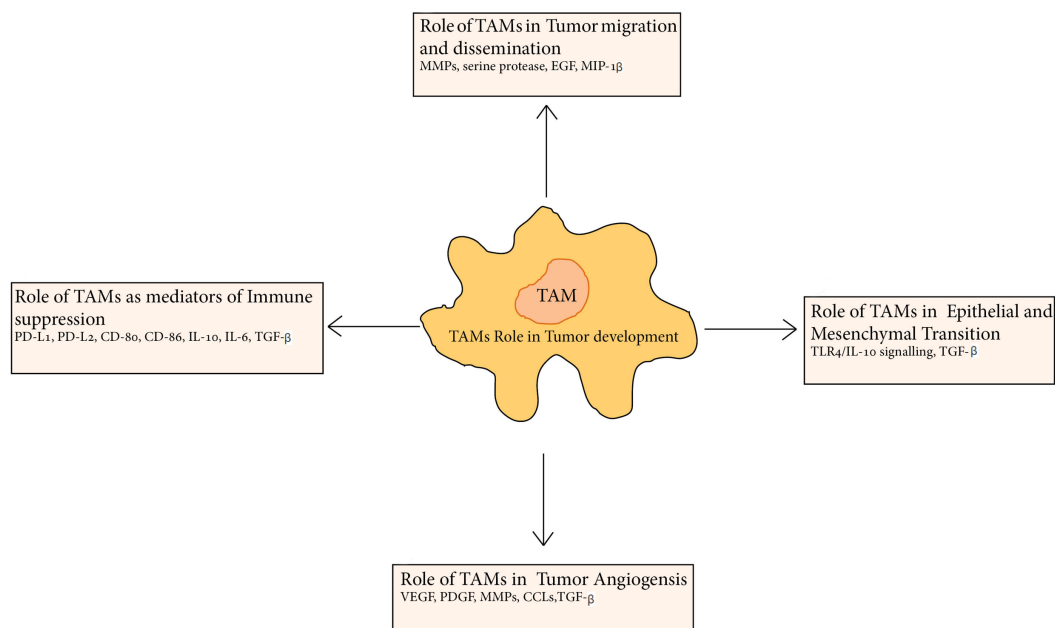 Role of TAMs in Tumor migration
and dissemination
MMPs, serine protease, EGF, MIP-1β
Role of TAMs as mediators of Immune
suppression
PD-L1, PD-L2, CD-80, CD-86, IL-10, IL-6, TGF-β
TAM
TAMs Role in Tumor development
Role of TAMs in Epithelial and
Mesenchymal Transition
TLR4/IL-10 signalling, TGF-β
Role of TAMs in Tumor Angiogensis
VEGF, PDGF, MMPs, CCLs,TGF-β